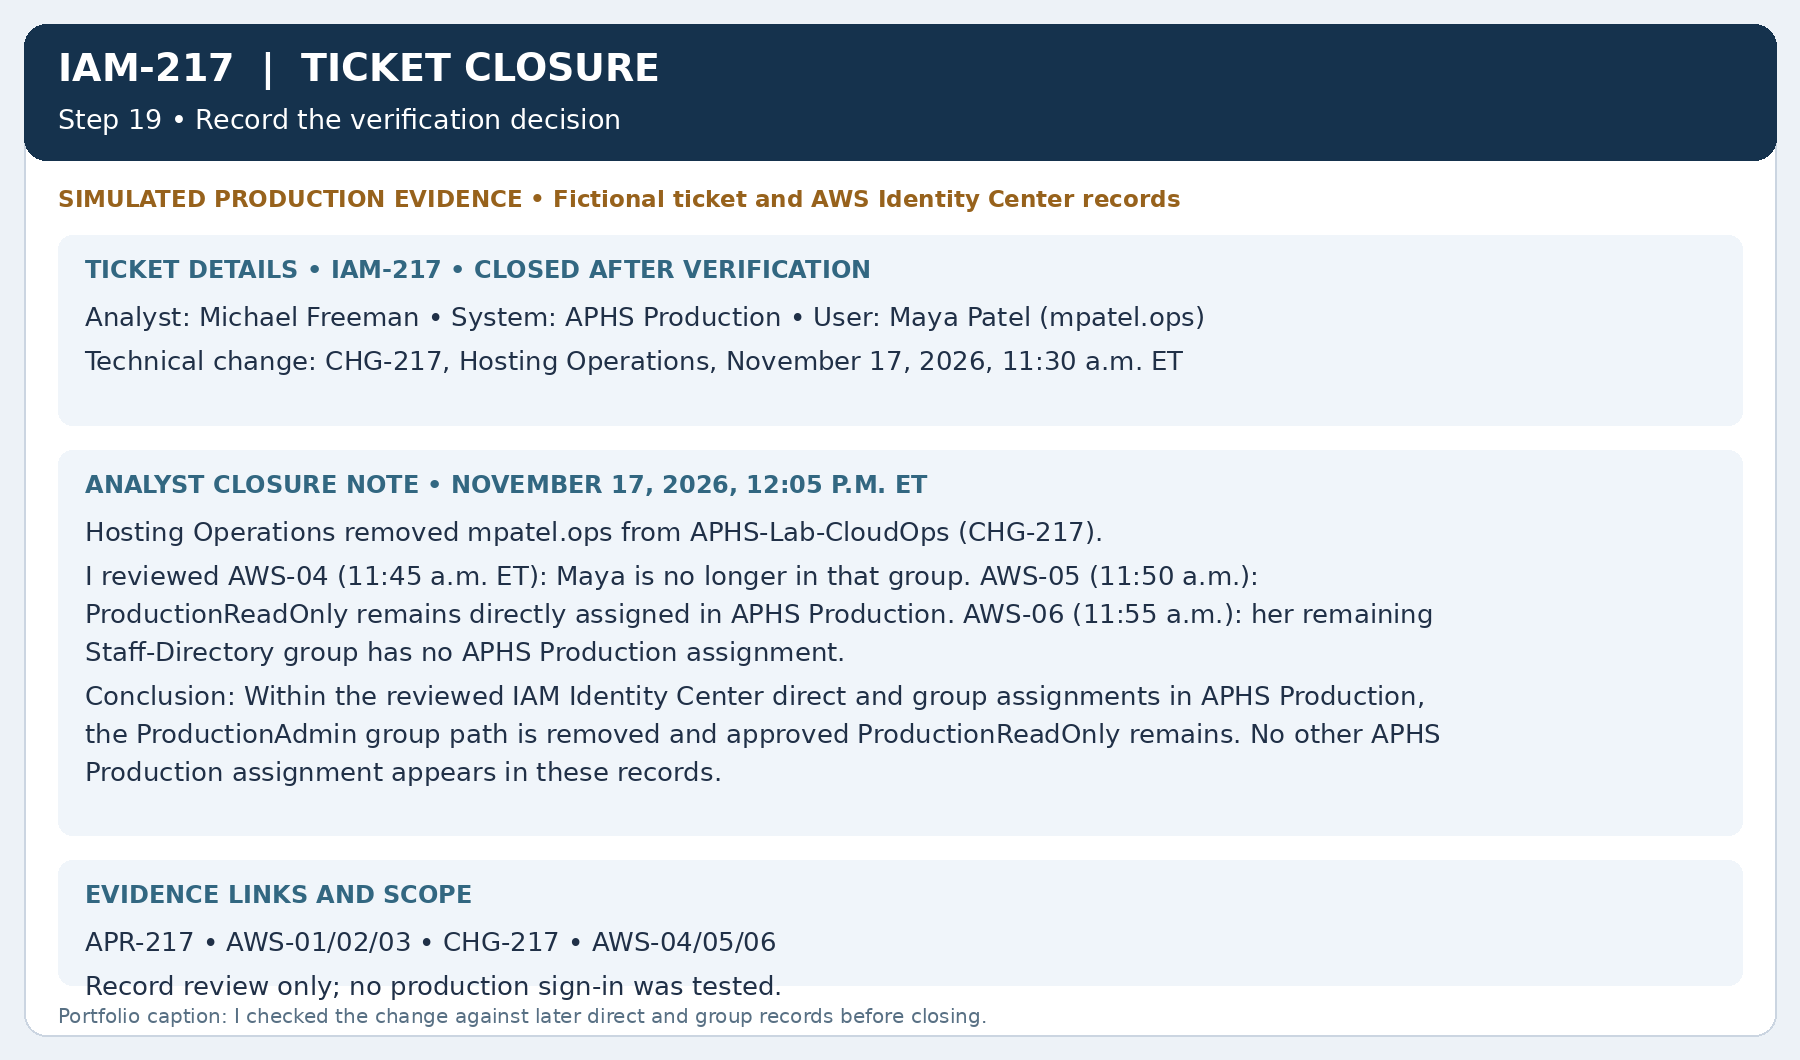 IAM-217 | TICKET CLOSURE
Step 19 • Record the verification decision
SIMULATED PRODUCTION EVIDENCE • Fictional ticket and AWS Identity Center records
TICKET DETAILS • IAM-217 • CLOSED AFTER VERIFICATION
Analyst: Michael Freeman • System: APHS Production • User: Maya Patel (mpatel.ops)
Technical change: CHG-217, Hosting Operations, November 17, 2026, 11:30 a.m. ET
ANALYST CLOSURE NOTE • NOVEMBER 17, 2026, 12:05 P.M. ET
Hosting Operations removed mpatel.ops from APHS-Lab-CloudOps (CHG-217).
I reviewed AWS-04 (11:45 a.m. ET): Maya is no longer in that group. AWS-05 (11:50 a.m.):
ProductionReadOnly remains directly assigned in APHS Production. AWS-06 (11:55 a.m.): her remaining
Staff-Directory group has no APHS Production assignment.
Conclusion: Within the reviewed IAM Identity Center direct and group assignments in APHS Production,
the ProductionAdmin group path is removed and approved ProductionReadOnly remains. No other APHS
Production assignment appears in these records.
EVIDENCE LINKS AND SCOPE
APR-217 • AWS-01/02/03 • CHG-217 • AWS-04/05/06
Record review only; no production sign-in was tested.
Portfolio caption: I checked the change against later direct and group records before closing.